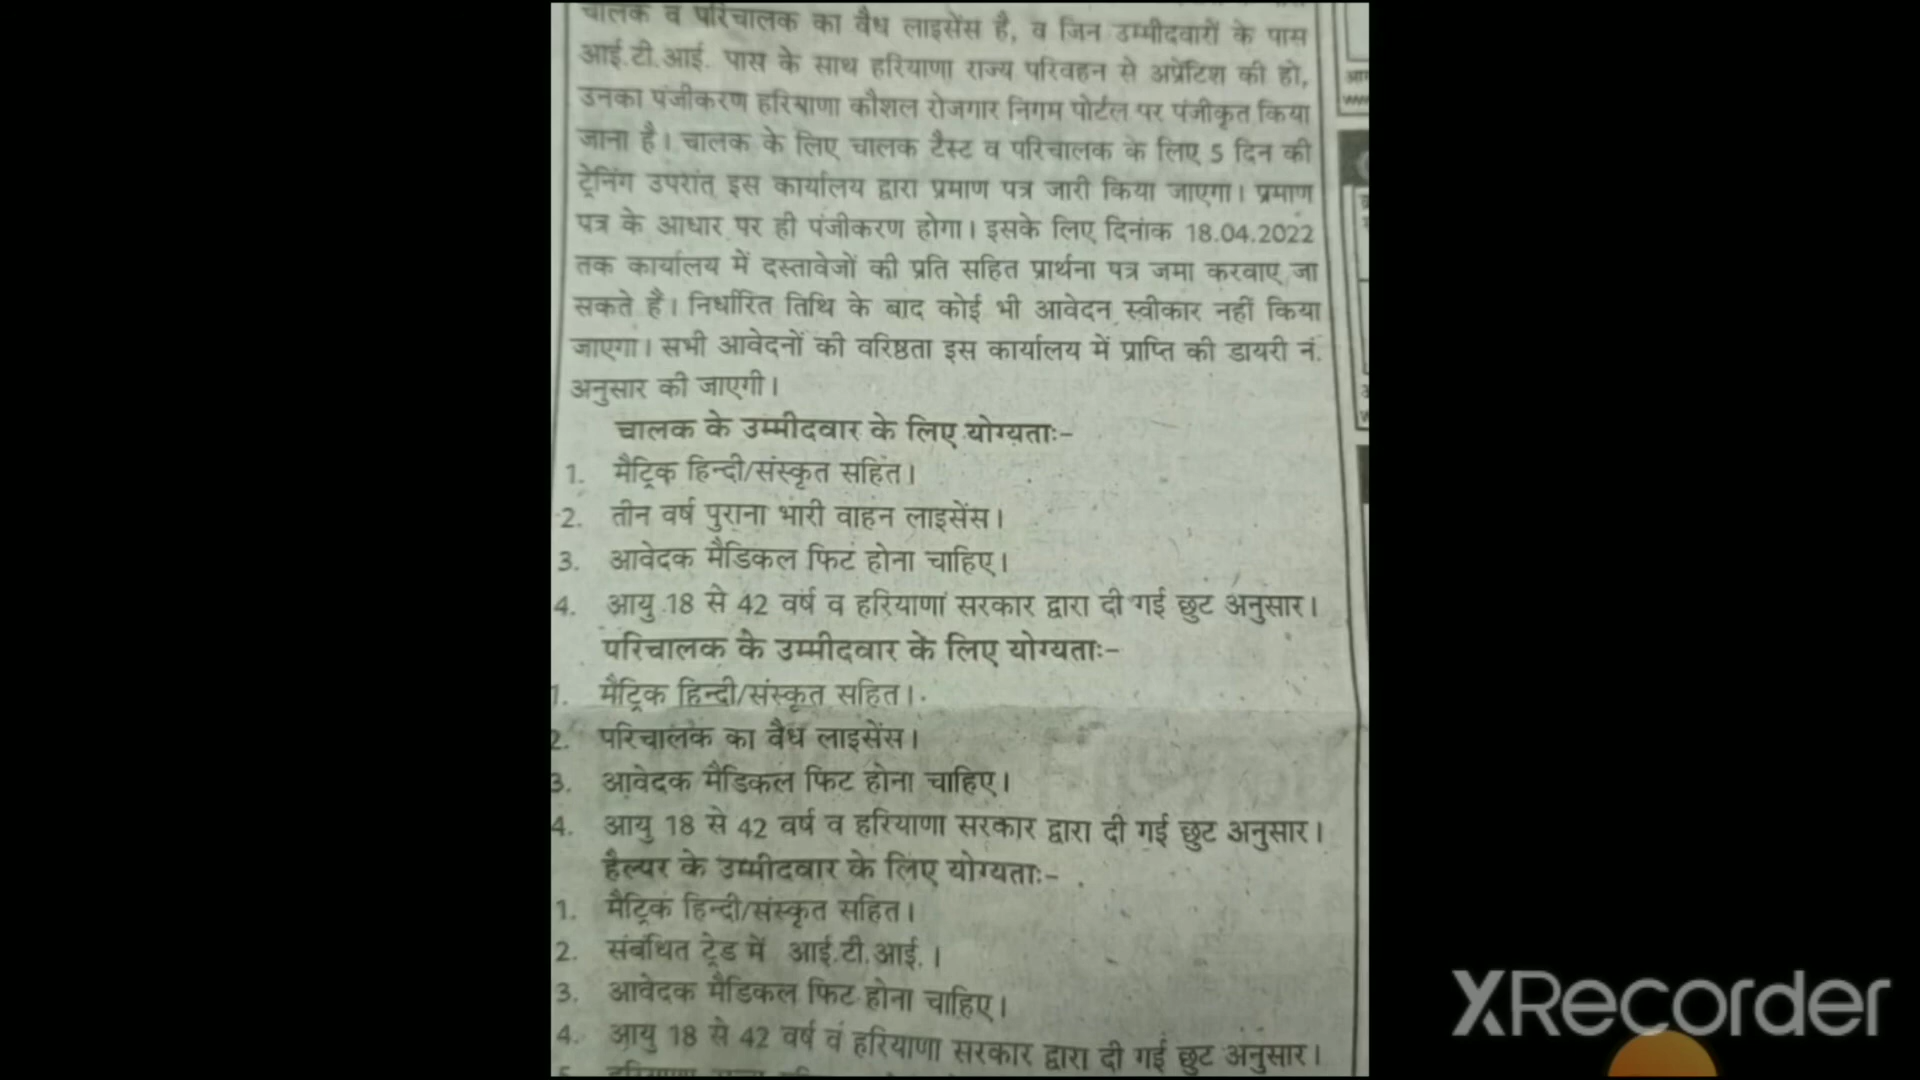 चालक व परिचालक का वैध लाइसेंस है, व जिन उम्मीदवारों के पास
आई.टी.आई. पास के साथ हरियाणा राज्य परिवहन से अप्रेंटिश की हो,
उनका पंजीकरण हरियाणा कौशल रोजगार निगम पोर्टल पर पंजीकृत किया
जाना है। चालक के लिए चालक टैस्ट व परिचालक के लिए 5 दिन की
ट्रेनिंग उपरांत इस कार्यालय द्वारा प्रमाण पत्र जारी किया जाएगा। प्रमाण
पत्र के आधार पर ही पंजीकरण होगा। इसके लिए दिनांक 18.04.2022
तक कार्यालय में दस्तावेजों की प्रति सहित प्रार्थना पत्र जमा करवाए जा
सकते हैं। निर्धारित तिथि के बाद कोई भी आवेदन स्वीकार नहीं किया
जाएगा। सभी आवेदनों की वरिष्ठता इस कार्यालय में प्राप्ति की डायरी नं.
अनुसार की जाएगी।
चालक के उम्मीदवार के लिए योग्यताः-
1. मैट्रिक हिन्दी/संस्कृत सहित।
2. तीन वर्ष पुराना भारी वाहन लाइसेंस।
3. आवेदक मैडिकल फिट होना चाहिए।
4. आयु 18 से 42 वर्ष व हरियाणा सरकार द्वारा दी गई छुट अनुसार।
परिचालक के उम्मीदवार के लिए योग्यताः-
1. मैट्रिक हिन्दी/संस्कृत सहित।
2. परिचालक का वैध लाइसेंस।
3. आवेदक मैडिकल फिट होना चाहिए।
4. आयु 18 से 42 वर्ष व हरियाणा सरकार द्वारा दी गई छुट अनुसार।
हैल्पर के उम्मीदवार के लिए योग्यताः-
1. मैट्रिक हिन्दी/संस्कृत सहित।
2. संबंधित ट्रेड में आई.टी.आई.।
3. आवेदक मैडिकल फिट होना चाहिए।
4. आयु 18 से 42 वर्ष व हरियाणा सरकार द्वारा दी गई छुट अनुसार।
XRecorder